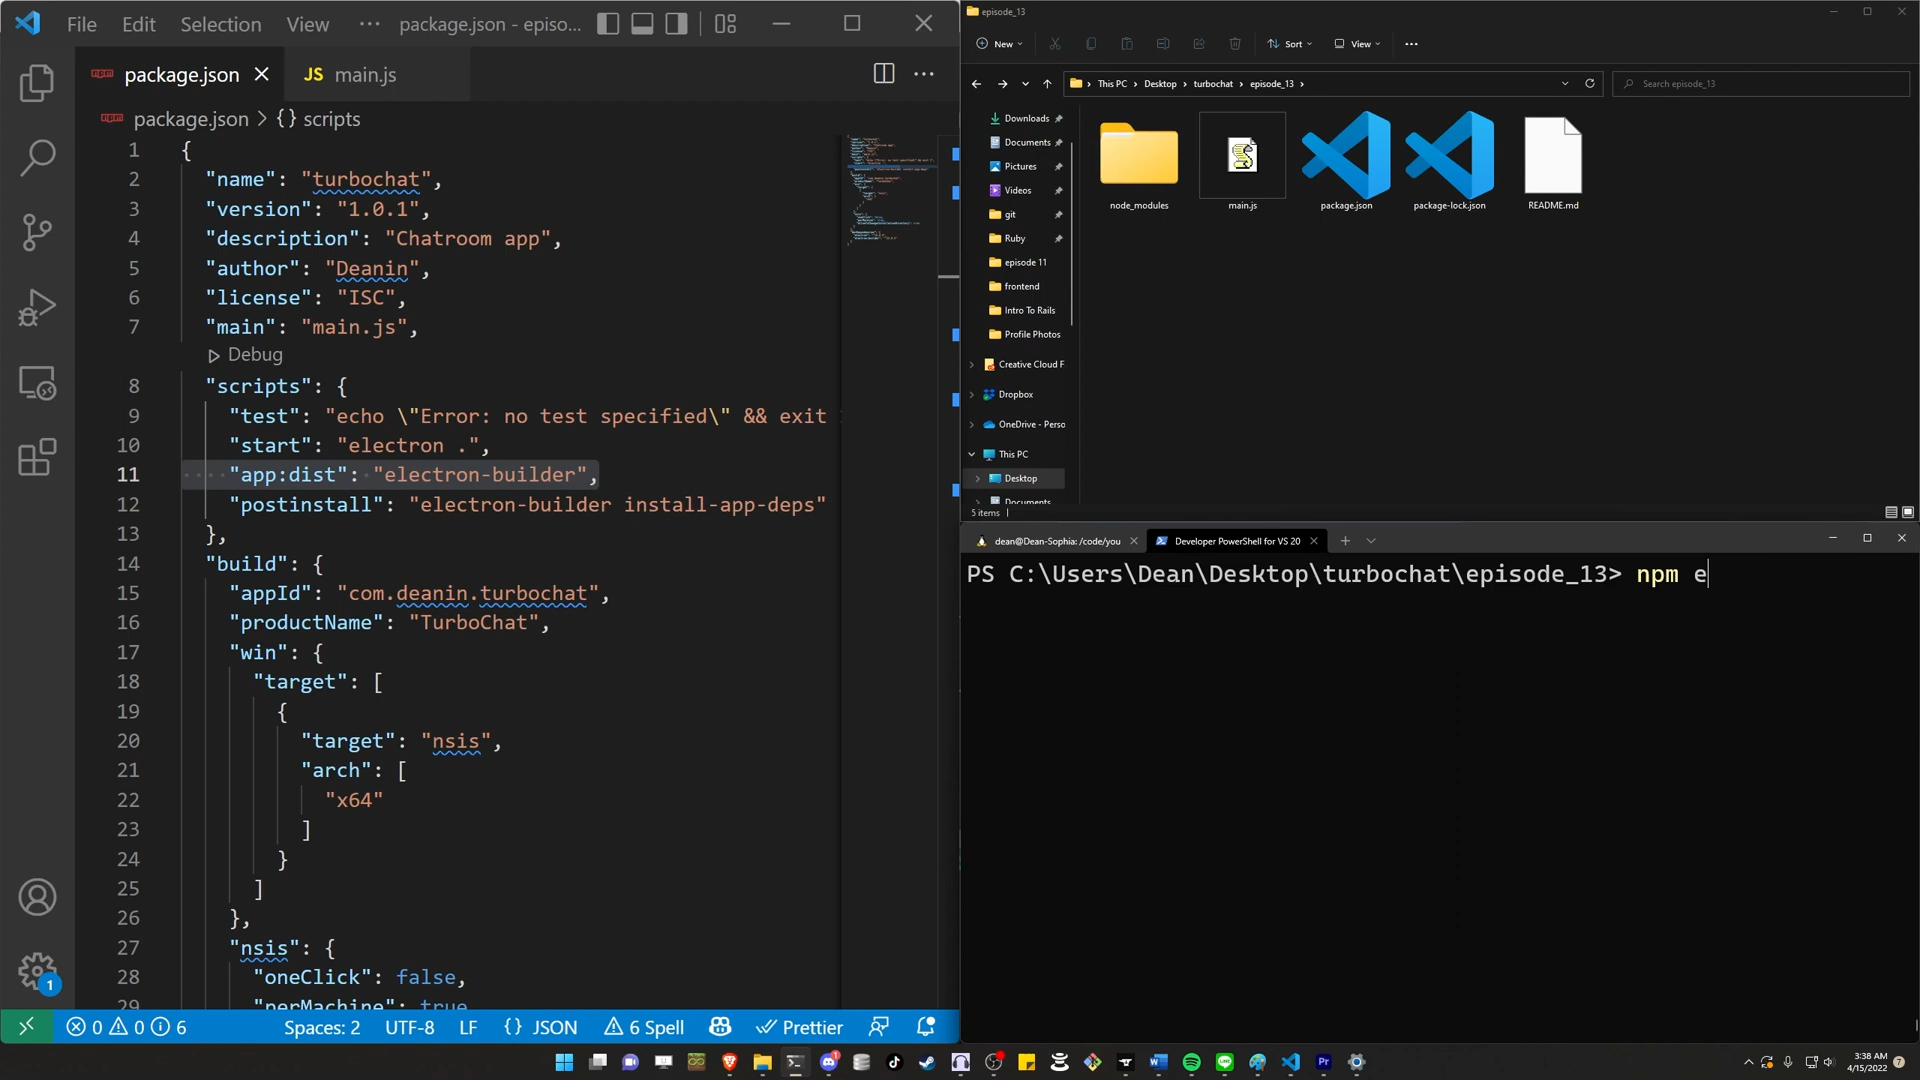 File Edit Selection View ··· package.json - episo...
package.json
JS main.js
package.json > {} scripts
1 {
2 "name": "turbochat",
3 "version": "1.0.1",
4 "description": "Chatroom app",
5 "author": "Deanin",
6 "license": "ISC",
7 "main": "main.js",
Debug
8 "scripts": {
9 "test": "echo \"Error: no test specified\" && exit
10 "start": "electron .",
11 "app:dist": "electron-builder",
12 "postinstall": "electron-builder install-app-deps"
13 },
14 "build": {
15 "appId": "com.deanin.turbochat",
16 "productName": "TurboChat",
17 "win": {
18 "target": [
19 {
20 "target": "nsis",
21 "arch": [
22 "x64"
23 ]
24 }
25 ]
26 },
27 "nsis": {
28 "oneClick": false,
29 "perMachine": true
1
0 0 6 Spaces: 2 UTF-8 LF {} JSON 6 Spell Prettier
episode_13
New Sort View ···
This PC > Desktop > turbochat > episode_13 >
Search episode_13
Downloads
Documents
Pictures
Videos
git
Ruby
episode 11
frontend
Intro To Rails
Profile Photos
Creative Cloud F
Dropbox
OneDrive - Perso
This PC
Desktop
Documents
node_modules
main.js
package.json
package-lock.json
README.md
5 items
dean@Dean-Sophia: /code/you
Developer PowerShell for VS 20
PS C:\Users\Dean\Desktop\turbochat\episode_13> npm e
3:38 AM
4/15/2022
7